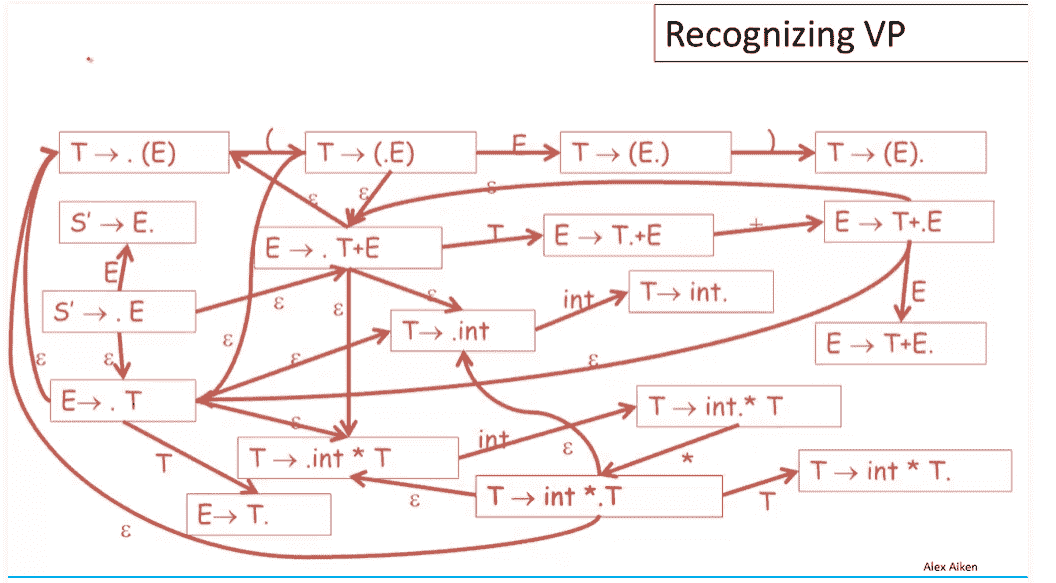 Recognizing VP
(
E
)
T → . (E)
T → (.E)
T → (E.)
T → (E).
ε
ε
ε
S' → E.
E → . T+E
T
E → T.+E
+
E → T+.E
E
S' → . E
ε
ε
ε
T → .int
int
T → int.
E
E → T+E.
ε
ε
ε
ε
ε
E → . T
ε
T → int.* T
T
T → .int * T
int
ε
*
T → int * T.
E → T.
ε
T → int *.T
T
ε
Alex Aiken